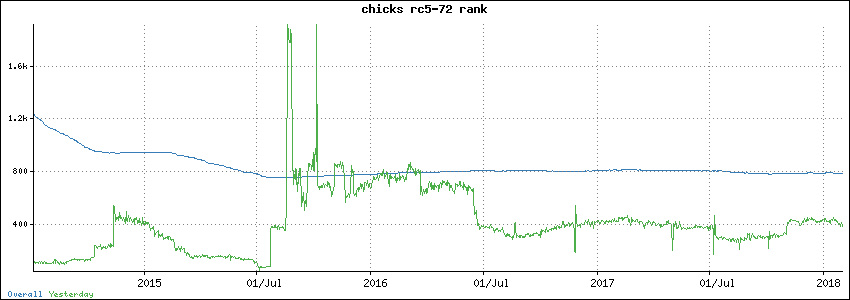 chicks rc5-72 rank
1.6k
1.2k
800
400
2015 01/Jul 2016 01/Jul 2017 01/Jul 2018
Overall Yesterday